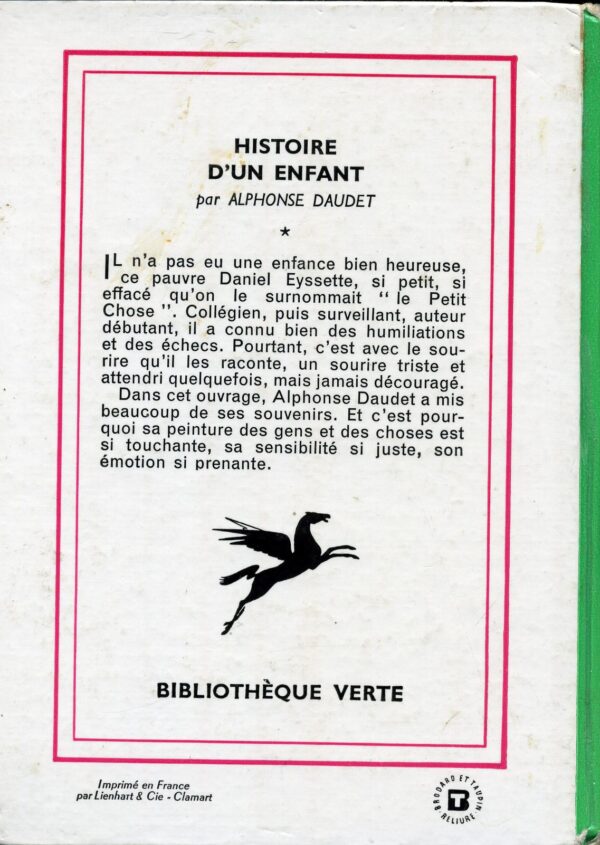 HISTOIRE
D'UN ENFANT
par ALPHONSE DAUDET
*
IL n'a pas eu une enfance bien heureuse,
ce pauvre Daniel Eyssette, si petit, si
effacé qu'on le surnommait " le Petit
Chose ". Collégien, puis surveillant, auteur
débutant, il a connu bien des humiliations
et des échecs. Pourtant, c'est avec le sou-
rire qu'il les raconte, un sourire triste et
attendri quelquefois, mais jamais découragé.
Dans cet ouvrage, Alphonse Daudet a mis
beaucoup de ses souvenirs. Et c'est pour-
quoi sa peinture des gens et des choses est
si touchante, sa sensibilité si juste, son
émotion si prenante.
BIBLIOTHÈQUE VERTE
Imprimé en France
par Lienhart & Cie - Clamart
BRODARD ET TAUPIN
RELIURE
BT